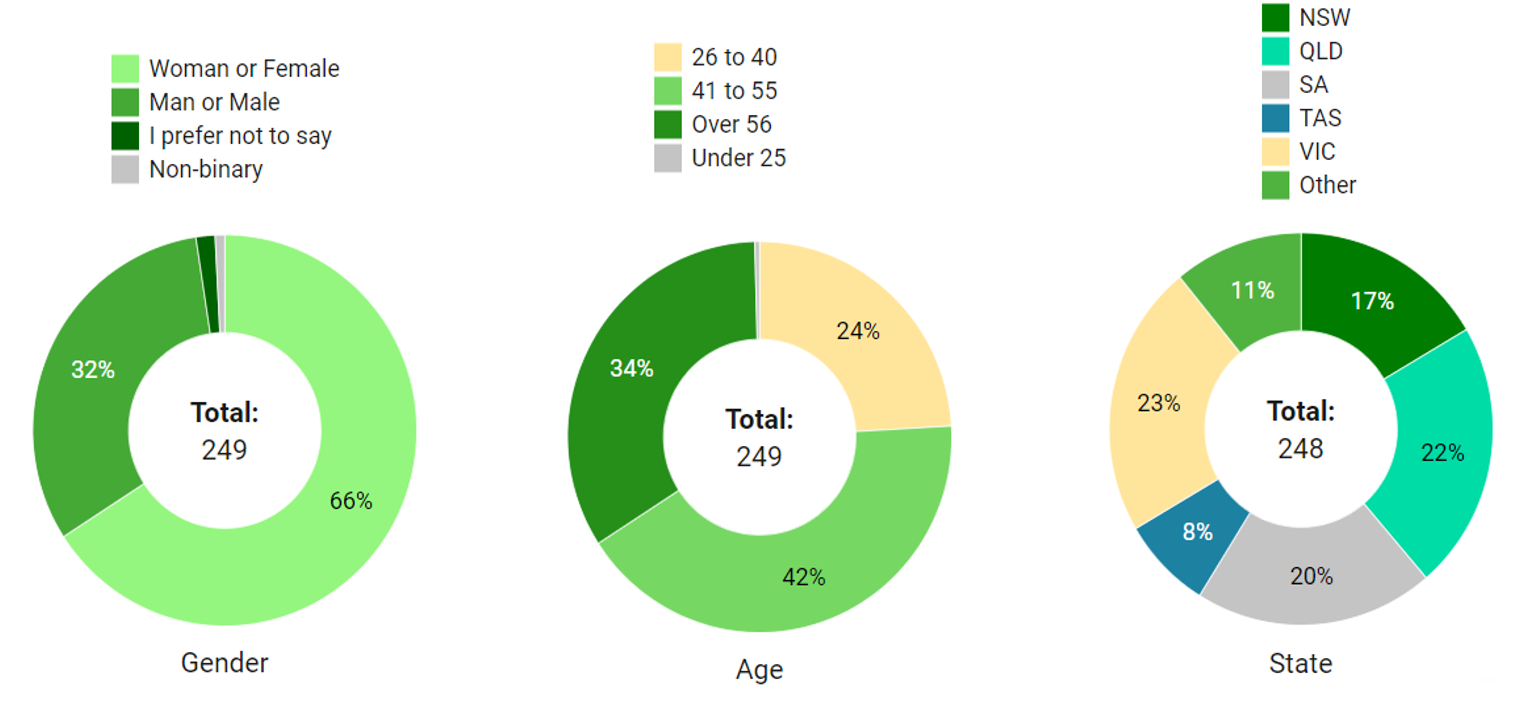 Woman or Female
Man or Male
I prefer not to say
Non-binary
32%
66%
Total:
249
Gender
26 to 40
41 to 55
Over 56
Under 25
24%
34%
42%
Total:
249
Age
NSW
QLD
SA
TAS
VIC
Other
11%
17%
23%
22%
8%
20%
Total:
248
State